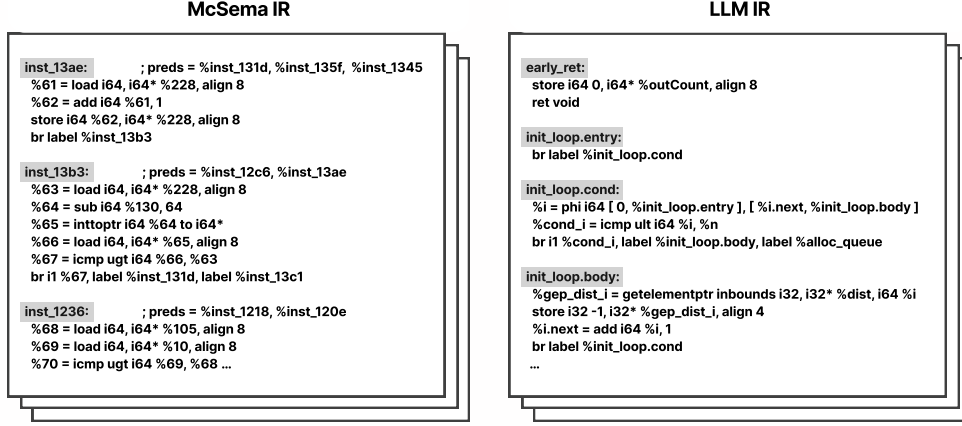 McSema IR
inst_13ae: ; preds = %inst_131d, %inst_135f, %inst_1345
%61 = load i64, i64* %228, align 8
%62 = add i64 %61, 1
store i64 %62, i64* %228, align 8
br label %inst_13b3
inst_13b3: ; preds = %inst_12c6, %inst_13ae
%63 = load i64, i64* %228, align 8
%64 = sub i64 %130, 64
%65 = inttoptr i64 %64 to i64*
%66 = load i64, i64* %65, align 8
%67 = icmp ugt i64 %66, %63
br i1 %67, label %inst_131d, label %inst_13c1
inst_1236: ; preds = %inst_1218, %inst_120e
%68 = load i64, i64* %105, align 8
%69 = load i64, i64* %10, align 8
%70 = icmp ugt i64 %69, %68 ...
LLM IR
early_ret:
store i64 0, i64* %outCount, align 8
ret void
init_loop.entry:
br label %init_loop.cond
init_loop.cond:
%i = phi i64 [ 0, %init_loop.entry ], [ %i.next, %init_loop.body ]
%cond_i = icmp ult i64 %i, %n
br i1 %cond_i, label %init_loop.body, label %alloc_queue
init_loop.body:
%gep_dist_i = getelementptr inbounds i32, i32* %dist, i64 %i
store i32 -1, i32* %gep_dist_i, align 4
%i.next = add i64 %i, 1
br label %init_loop.cond
...